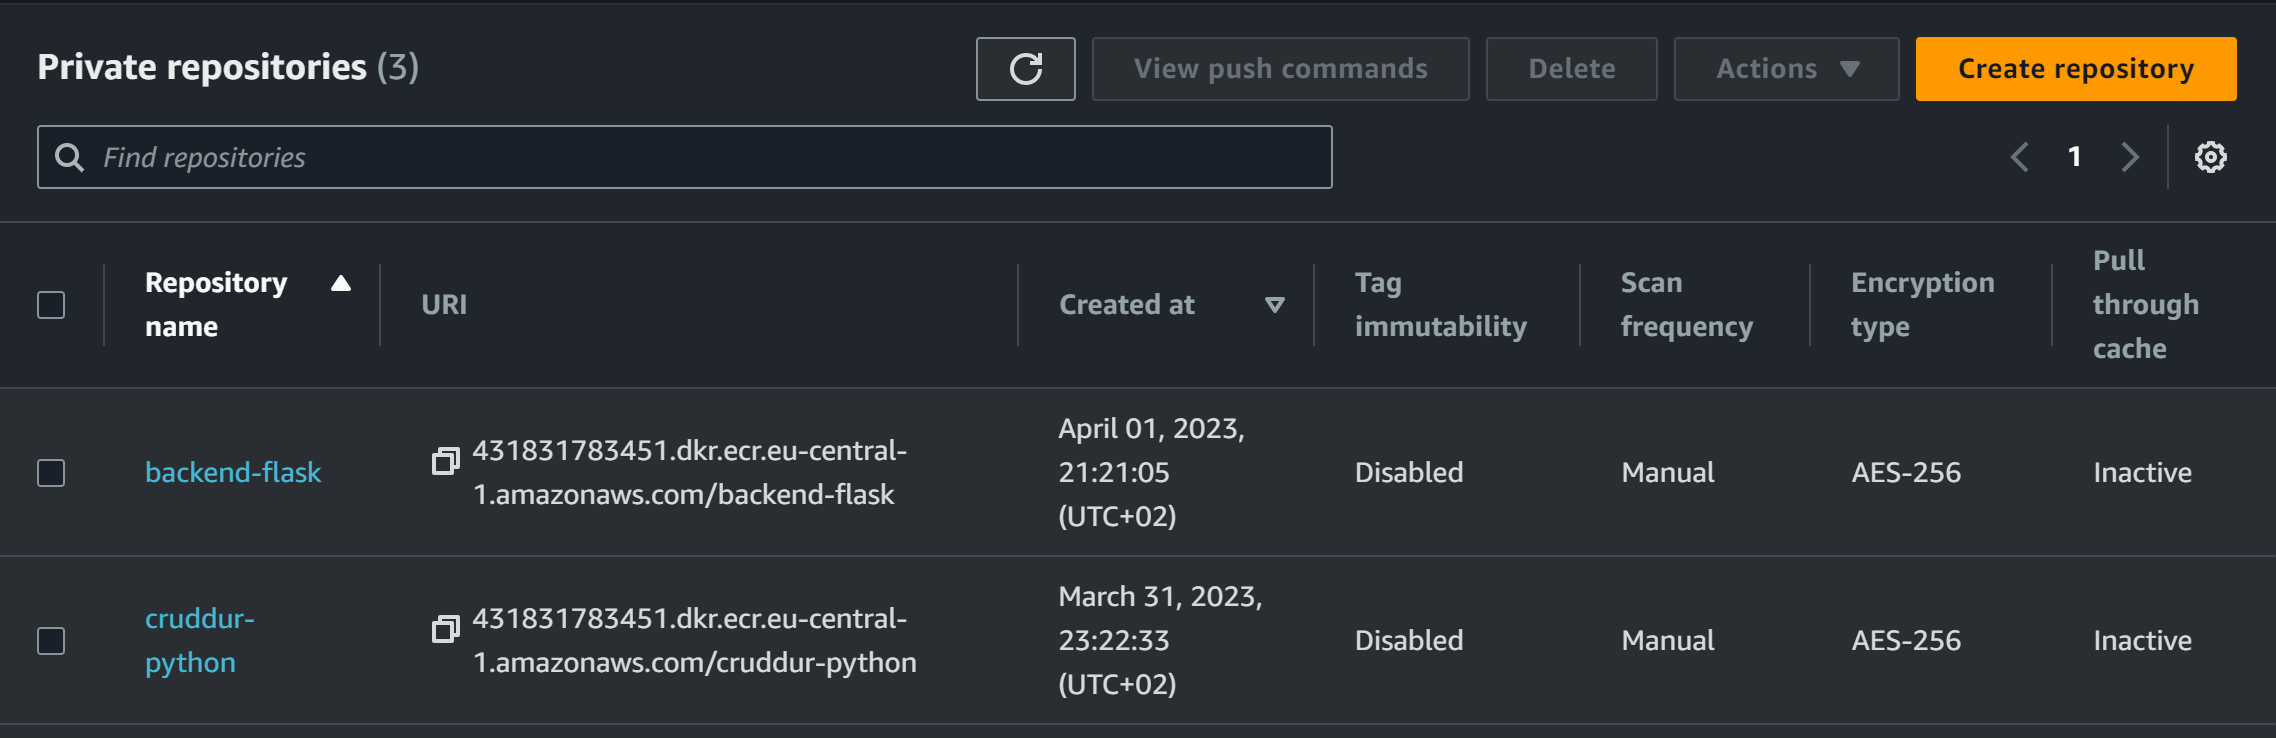 Private repositories (3)
View push commands
Delete
Actions
Create repository
Find repositories
1
Repository
name
URI
Created at
Tag
immutability
Scan
frequency
Encryption
type
Pull
through
cache
backend-flask
431831783451.dkr.ecr.eu-central-
1.amazonaws.com/backend-flask
April 01, 2023,
21:21:05
(UTC+02)
Disabled
Manual
AES-256
Inactive
cruddur-
python
431831783451.dkr.ecr.eu-central-
1.amazonaws.com/cruddur-python
March 31, 2023,
23:22:33
(UTC+02)
Disabled
Manual
AES-256
Inactive